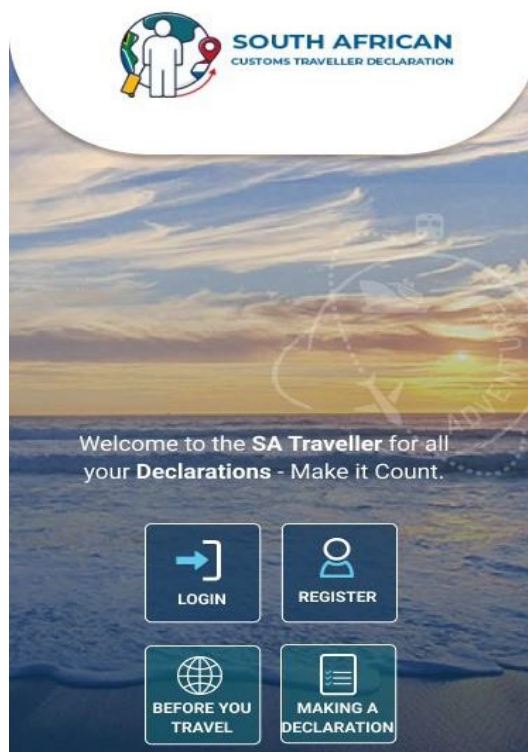 SOUTH AFRICAN
CUSTOMS TRAVELLER DECLARATION
ADVENTURE
Welcome to the SA Traveller for all
your Declarations - Make it Count.
LOGIN
REGISTER
BEFORE YOU
TRAVEL
MAKING A
DECLARATION